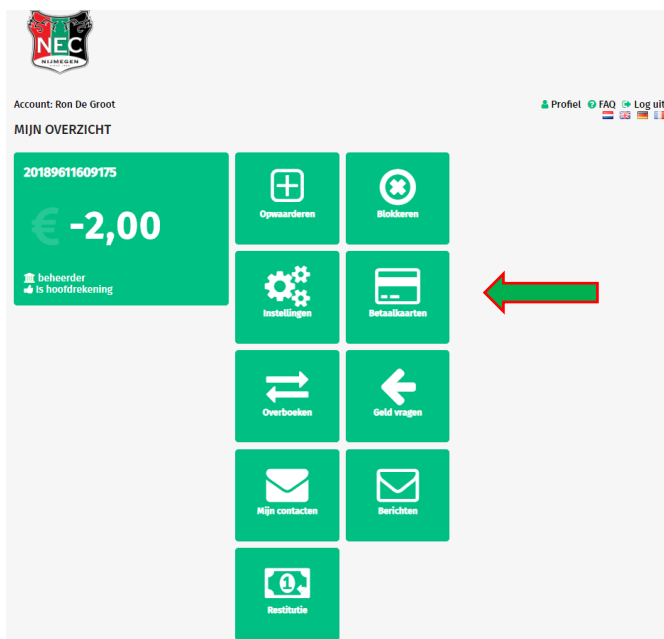 NEC
NIJMEGEN
Account: Ron De Groot
Profiel FAQ Log uit
MIJN OVERZICHT
20189611609175
€ -2,00
beheerder
Is hoofdrekening
Opwaarderen
Blokkeren
Instellingen
Betaalkaarten
Overboeken
Geld vragen
Mijn contacten
Berichten
1
Restitutie